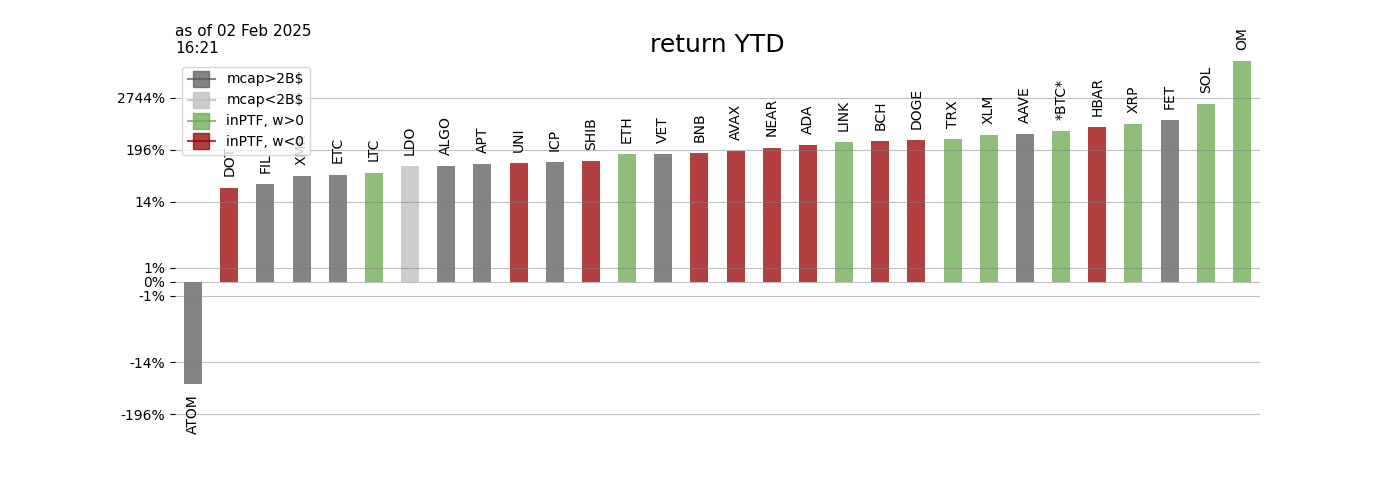 as of 02 Feb 2025
16:21
return YTD
mcap>2B$
mcap<2B$
inPTF, w>0
inPTF, w<0
2744%
196%
14%
1%
0%
-1%
-14%
-196%
ATOM
DOT
FIL
XMR
ETC
LTC
LDO
ALGO
APT
UNI
ICP
SHIB
ETH
VET
BNB
AVAX
NEAR
ADA
LINK
BCH
DOGE
TRX
XLM
AAVE
*BTC*
HBAR
XRP
FET
SOL
OM